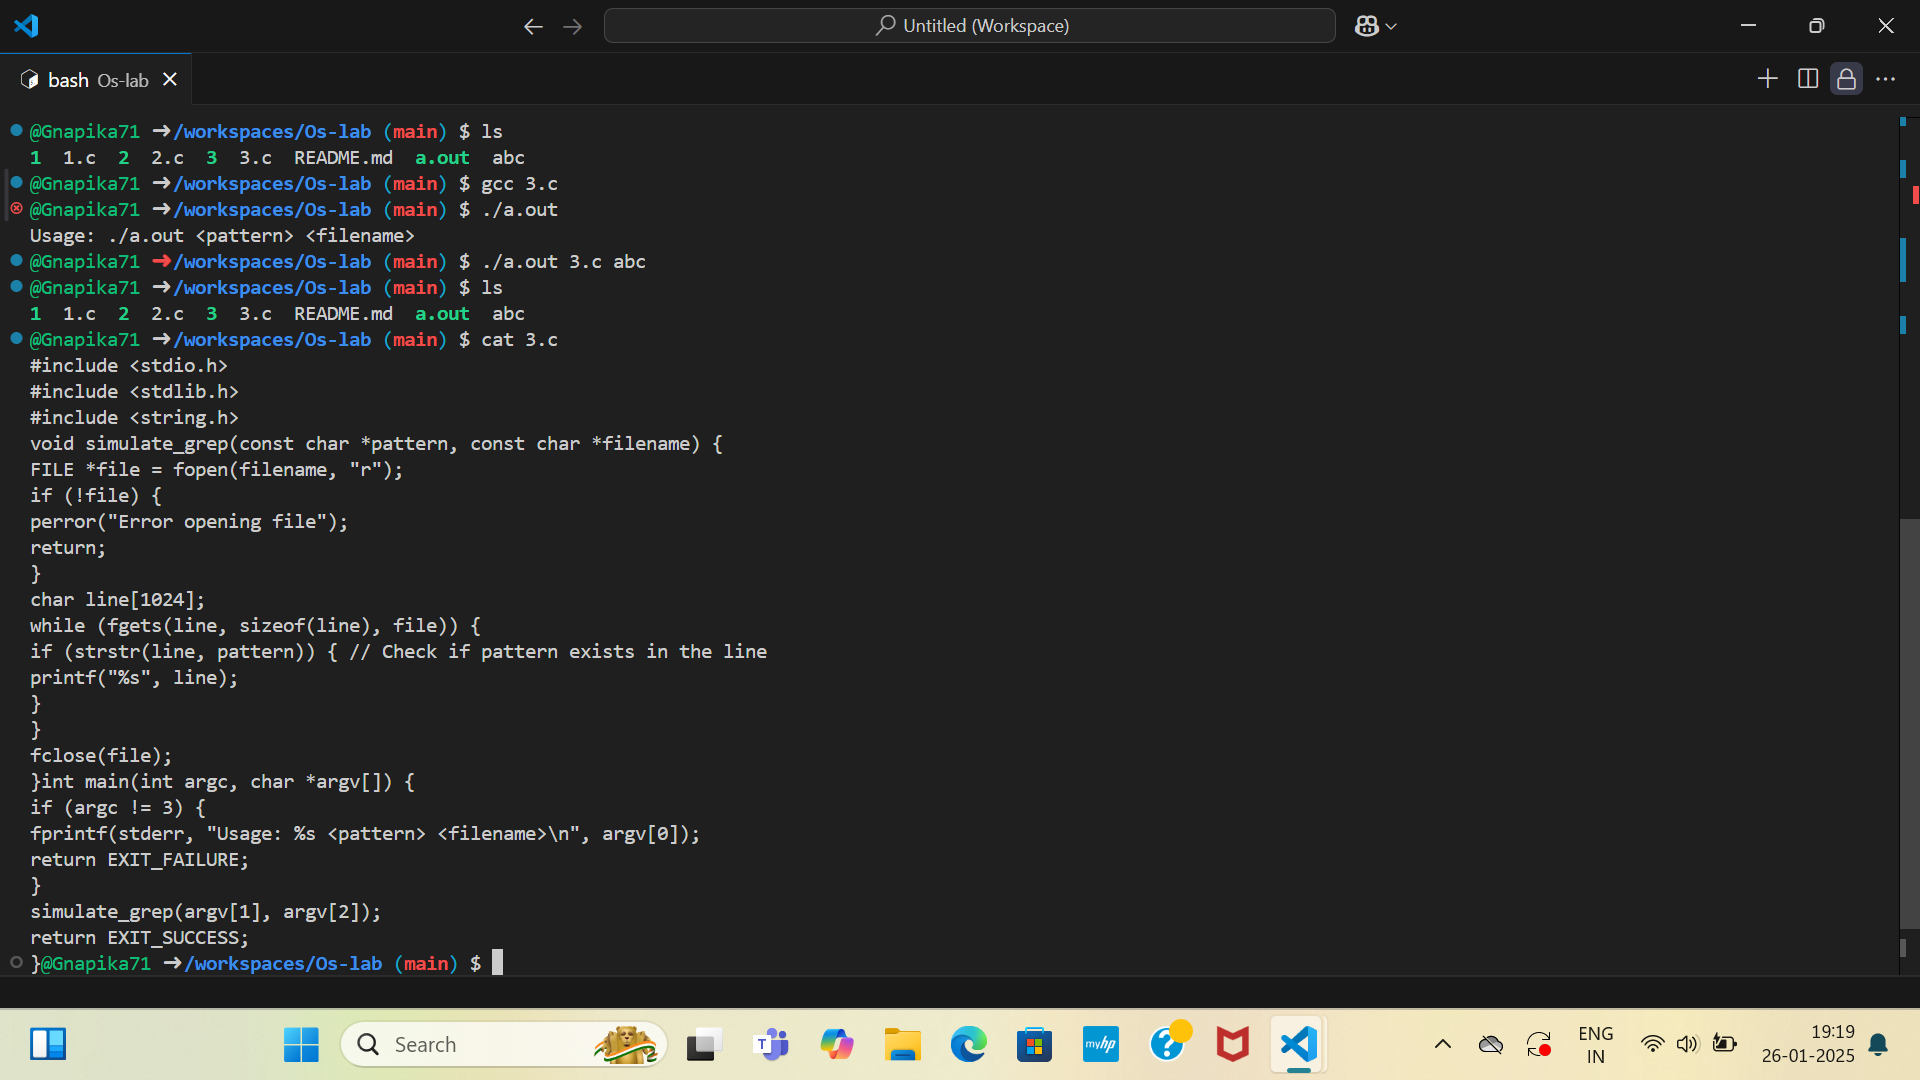 Untitled (Workspace)
bash Os-lab
@Gnapika71 ➜/workspaces/Os-lab (main) $ ls
1 1.c 2 2.c 3 3.c README.md a.out abc
@Gnapika71 ➜/workspaces/Os-lab (main) $ gcc 3.c
@Gnapika71 ➜/workspaces/Os-lab (main) $ ./a.out
Usage: ./a.out <pattern> <filename>
@Gnapika71 ➜/workspaces/Os-lab (main) $ ./a.out 3.c abc
@Gnapika71 ➜/workspaces/Os-lab (main) $ ls
1 1.c 2 2.c 3 3.c README.md a.out abc
@Gnapika71 ➜/workspaces/Os-lab (main) $ cat 3.c
#include <stdio.h>
#include <stdlib.h>
#include <string.h>
void simulate_grep(const char *pattern, const char *filename) {
FILE *file = fopen(filename, "r");
if (!file) {
perror("Error opening file");
return;
}
char line[1024];
while (fgets(line, sizeof(line), file)) {
if (strstr(line, pattern)) { // Check if pattern exists in the line
printf("%s", line);
}
}
fclose(file);
}int main(int argc, char *argv[]) {
if (argc != 3) {
fprintf(stderr, "Usage: %s <pattern> <filename>\n", argv[0]);
return EXIT_FAILURE;
}
simulate_grep(argv[1], argv[2]);
return EXIT_SUCCESS;
}@Gnapika71 ➜/workspaces/Os-lab (main) $
Search
T
myhp
?
ENG
IN
19:19
26-01-2025